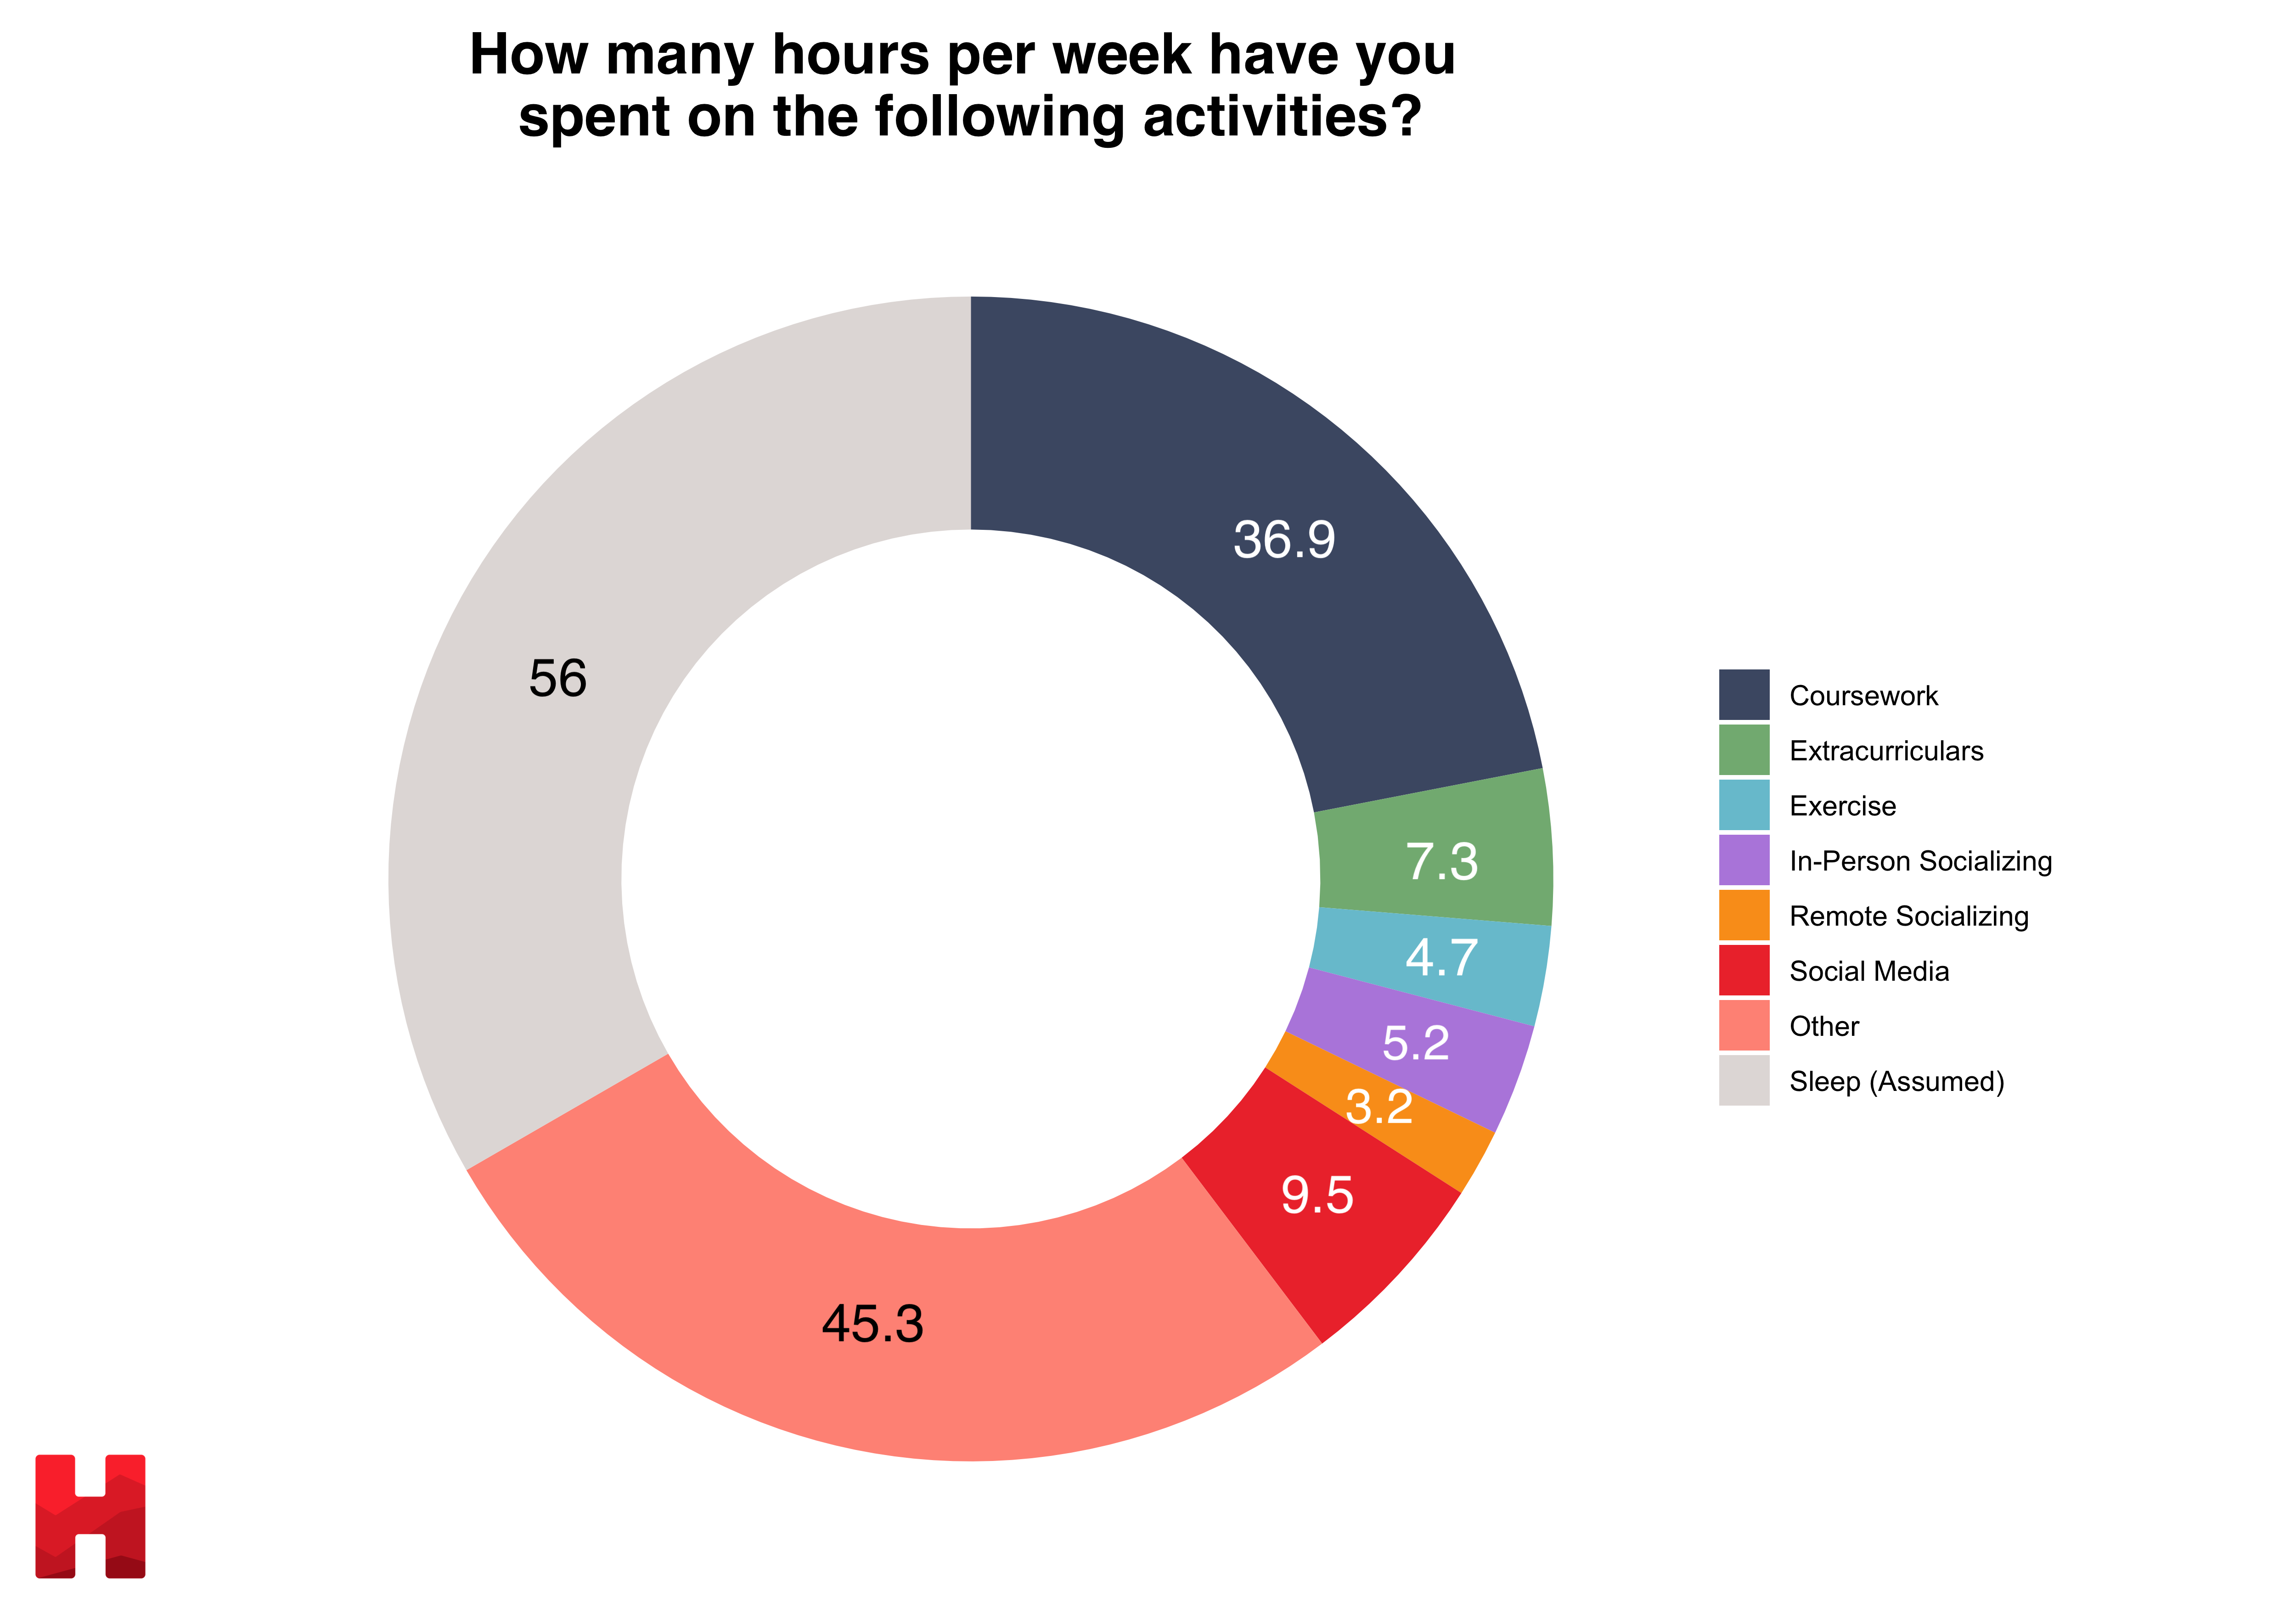 How many hours per week have you
spent on the following activities?
36.9
56
7.3
4.7
5.2
3.2
9.5
45.3
Coursework
Extracurriculars
Exercise
In-Person Socializing
Remote Socializing
Social Media
Other
Sleep (Assumed)
H